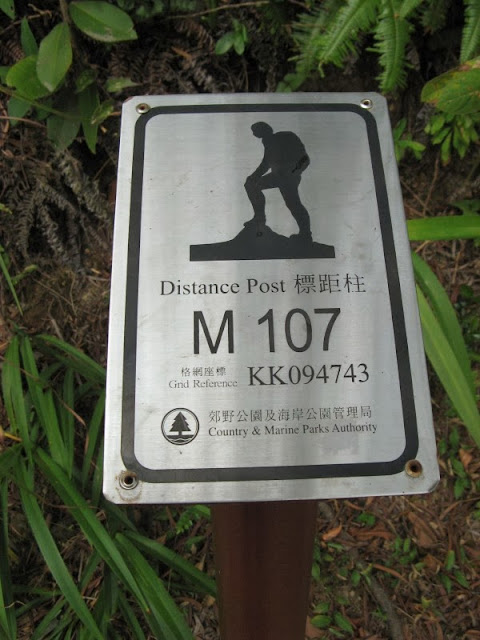 Distance Post 標距柱
M 107
格網座標
Grid Reference KK094743
郊野公園及海岸公園管理局
Country & Marine Parks Authority